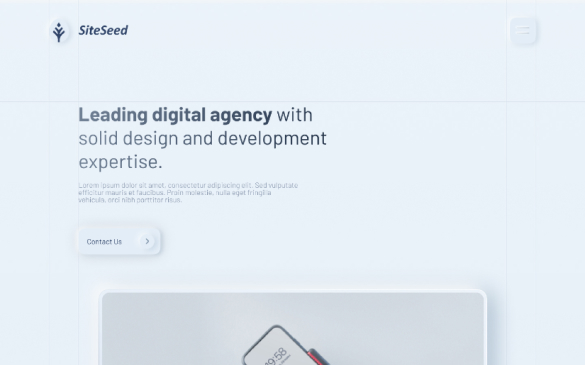 SiteSeed
Leading digital agency with
solid design and development
expertise.
Lorem ipsum dolor sit amet, consectetur adipiscing elit. Sed vulputate
efficitur mauris et faucibus. Proin molestie, nulla eget fringilla
vehicula, orci nibh porttitor risus.
Contact Us
09:58